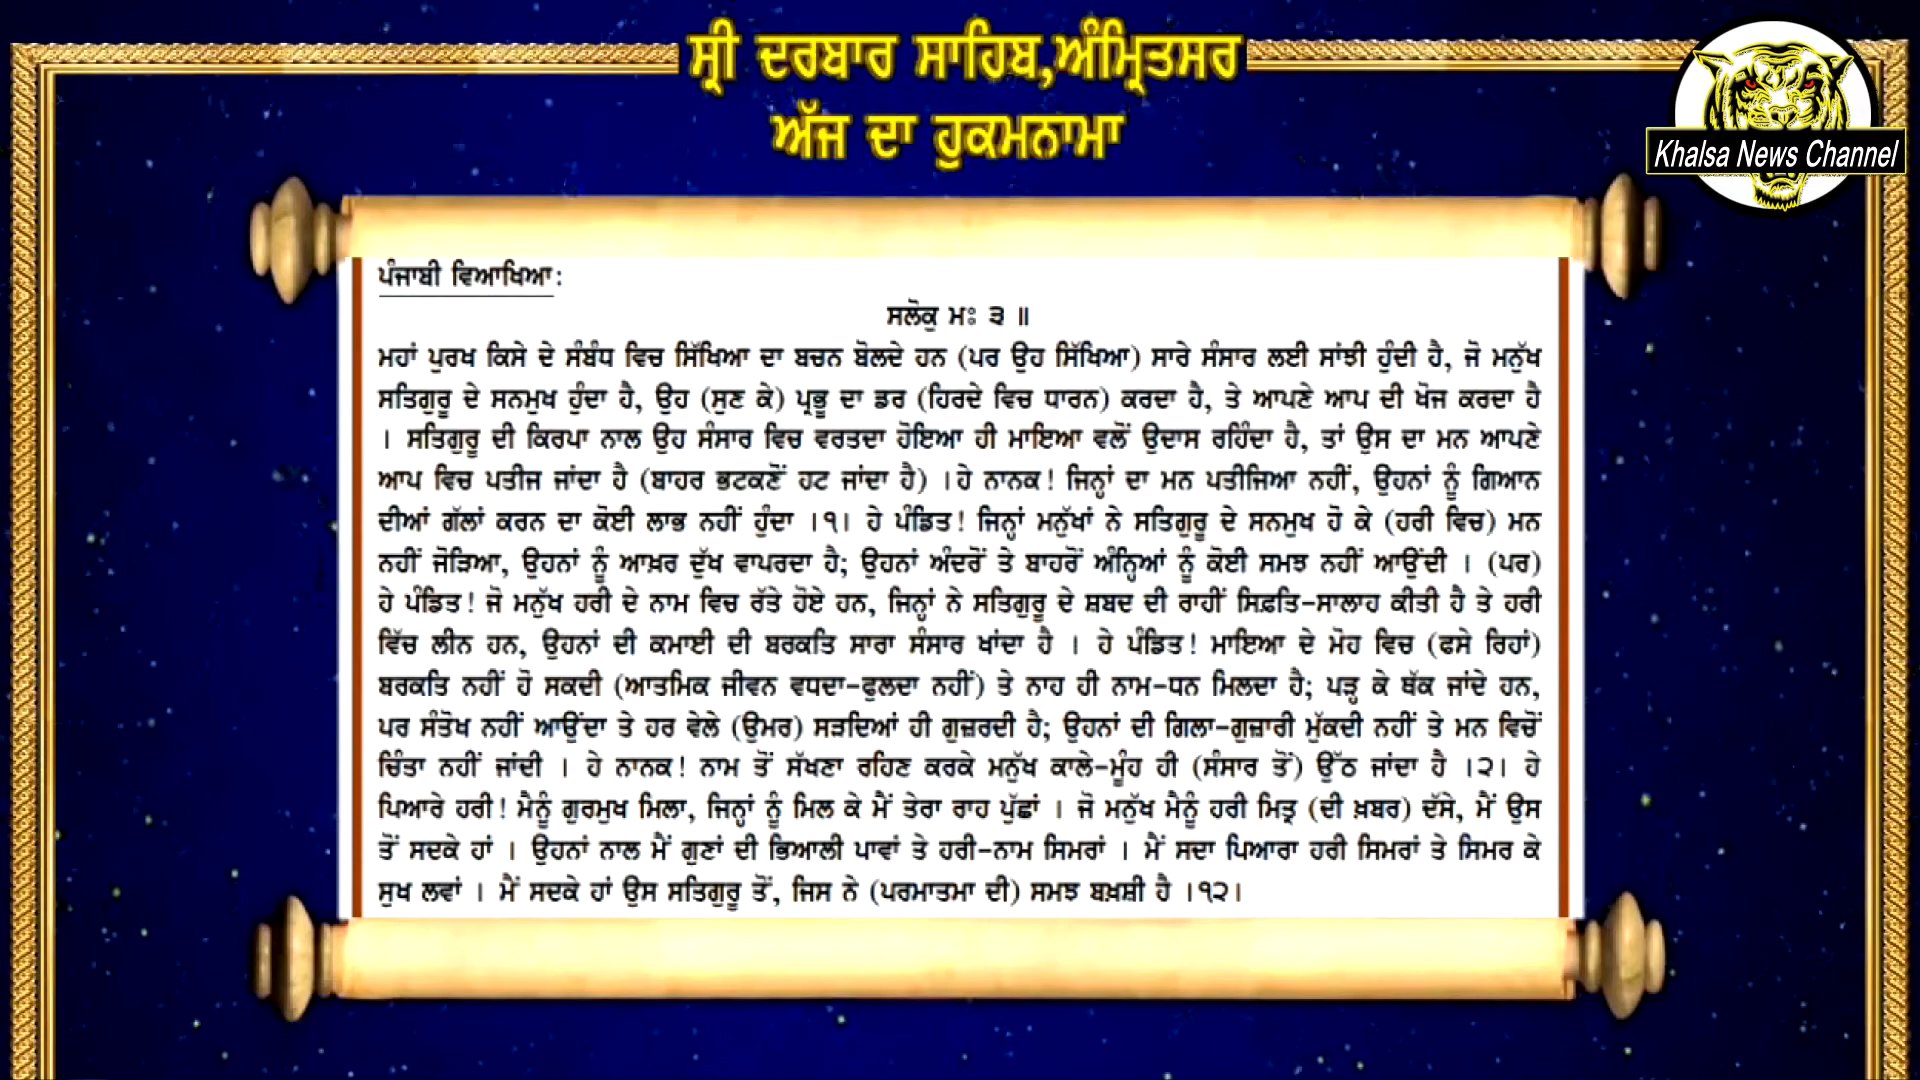 ਸ੍ਰੀ ਦਰਬਾਰ ਸਾਹਿਬ,ਅੰਮ੍ਰਿਤਸਰ
ਅੱਜ ਦਾ ਹੁਕਮਨਾਮਾ
Khalsa News Channel
ਪੰਜਾਬੀ ਵਿਆਖਿਆ:
ਸਲੋਕੁ ਮਃ ੩ ॥
ਮਹਾਂ ਪੁਰਖ ਕਿਸੇ ਦੇ ਸੰਬੰਧ ਵਿਚ ਸਿੱਖਿਆ ਦਾ ਬਚਨ ਬੋਲਦੇ ਹਨ (ਪਰ ਉਹ ਸਿੱਖਿਆ) ਸਾਰੇ ਸੰਸਾਰ ਲਈ ਸਾਂਝੀ ਹੁੰਦੀ ਹੈ, ਜੋ ਮਨੁੱਖ
ਸਤਿਗੁਰੂ ਦੇ ਸਨਮੁਖ ਹੁੰਦਾ ਹੈ, ਉਹ (ਸੁਣ ਕੇ) ਪ੍ਰਭੂ ਦਾ ਡਰ (ਹਿਰਦੇ ਵਿਚ ਧਾਰਨ) ਕਰਦਾ ਹੈ, ਤੇ ਆਪਣੇ ਆਪ ਦੀ ਖੋਜ ਕਰਦਾ ਹੈ
। ਸਤਿਗੁਰੂ ਦੀ ਕਿਰਪਾ ਨਾਲ ਉਹ ਸੰਸਾਰ ਵਿਚ ਵਰਤਦਾ ਹੋਇਆ ਹੀ ਮਾਇਆ ਵਲੋਂ ਉਦਾਸ ਰਹਿੰਦਾ ਹੈ, ਤਾਂ ਉਸ ਦਾ ਮਨ ਆਪਣੇ
ਆਪ ਵਿਚ ਪਤੀਜ ਜਾਂਦਾ ਹੈ (ਬਾਹਰ ਭਟਕਣੋਂ ਹਟ ਜਾਂਦਾ ਹੈ) ।ਹੇ ਨਾਨਕ! ਜਿਨ੍ਹਾਂ ਦਾ ਮਨ ਪਤੀਜਿਆ ਨਹੀਂ, ਉਹਨਾਂ ਨੂੰ ਗਿਆਨ
ਦੀਆਂ ਗੱਲਾਂ ਕਰਨ ਦਾ ਕੋਈ ਲਾਭ ਨਹੀਂ ਹੁੰਦਾ ।੧। ਹੇ ਪੰਡਿਤ! ਜਿਨ੍ਹਾਂ ਮਨੁੱਖਾਂ ਨੇ ਸਤਿਗੁਰੂ ਦੇ ਸਨਮੁਖ ਹੋ ਕੇ (ਹਰੀ ਵਿਚ) ਮਨ
ਨਹੀਂ ਜੋੜਿਆ, ਉਹਨਾਂ ਨੂੰ ਆਖ਼ਰ ਦੁੱਖ ਵਾਪਰਦਾ ਹੈ; ਉਹਨਾਂ ਅੰਦਰੋਂ ਤੇ ਬਾਹਰੋਂ ਅੰਨ੍ਹਿਆਂ ਨੂੰ ਕੋਈ ਸਮਝ ਨਹੀਂ ਆਉਂਦੀ । (ਪਰ)
ਹੇ ਪੰਡਿਤ! ਜੋ ਮਨੁੱਖ ਹਰੀ ਦੇ ਨਾਮ ਵਿਚ ਰੱਤੇ ਹੋਏ ਹਨ, ਜਿਨ੍ਹਾਂ ਨੇ ਸਤਿਗੁਰੂ ਦੇ ਸ਼ਬਦ ਦੀ ਰਾਹੀਂ ਸਿਫ਼ਤਿ-ਸਾਲਾਹ ਕੀਤੀ ਹੈ ਤੇ ਹਰੀ
ਵਿੱਚ ਲੀਨ ਹਨ, ਉਹਨਾਂ ਦੀ ਕਮਾਈ ਦੀ ਬਰਕਤਿ ਸਾਰਾ ਸੰਸਾਰ ਖਾਂਦਾ ਹੈ । ਹੇ ਪੰਡਿਤ! ਮਾਇਆ ਦੇ ਮੋਹ ਵਿਚ (ਫਸੇ ਰਿਹਾਂ)
ਬਰਕਤਿ ਨਹੀਂ ਹੋ ਸਕਦੀ (ਆਤਮਿਕ ਜੀਵਨ ਵਧਦਾ-ਫੁਲਦਾ ਨਹੀਂ) ਤੇ ਨਾਹ ਹੀ ਨਾਮ-ਧਨ ਮਿਲਦਾ ਹੈ; ਪੜ੍ਹ ਕੇ ਥੱਕ ਜਾਂਦੇ ਹਨ,
ਪਰ ਸੰਤੋਖ ਨਹੀਂ ਆਉਂਦਾ ਤੇ ਹਰ ਵੇਲੇ (ਉਮਰ) ਸੜਦਿਆਂ ਹੀ ਗੁਜ਼ਰਦੀ ਹੈ; ਉਹਨਾਂ ਦੀ ਗਿਲਾ-ਗੁਜ਼ਾਰੀ ਮੁੱਕਦੀ ਨਹੀਂ ਤੇ ਮਨ ਵਿਚੋਂ
ਚਿੰਤਾ ਨਹੀਂ ਜਾਂਦੀ । ਹੇ ਨਾਨਕ! ਨਾਮ ਤੋਂ ਸੱਖਣਾ ਰਹਿਣ ਕਰਕੇ ਮਨੁੱਖ ਕਾਲੇ-ਮੂੰਹ ਹੀ (ਸੰਸਾਰ ਤੋਂ) ਉੱਠ ਜਾਂਦਾ ਹੈ ।੨। ਹੇ
ਪਿਆਰੇ ਹਰੀ! ਮੈਨੂੰ ਗੁਰਮੁਖ ਮਿਲਾ, ਜਿਨ੍ਹਾਂ ਨੂੰ ਮਿਲ ਕੇ ਮੈਂ ਤੇਰਾ ਰਾਹ ਪੁੱਛਾਂ । ਜੋ ਮਨੁੱਖ ਮੈਨੂੰ ਹਰੀ ਮਿਤ੍ਰ (ਦੀ ਖ਼ਬਰ) ਦੱਸੇ, ਮੈਂ ਉਸ
ਤੋਂ ਸਦਕੇ ਹਾਂ । ਉਹਨਾਂ ਨਾਲ ਮੈਂ ਗੁਣਾਂ ਦੀ ਭਿਆਲੀ ਪਾਵਾਂ ਤੇ ਹਰੀ-ਨਾਮ ਸਿਮਰਾਂ । ਮੈਂ ਸਦਾ ਪਿਆਰਾ ਹਰੀ ਸਿਮਰਾਂ ਤੇ ਸਿਮਰ ਕੇ
ਸੁਖ ਲਵਾਂ । ਮੈਂ ਸਦਕੇ ਹਾਂ ਉਸ ਸਤਿਗੁਰੂ ਤੋਂ, ਜਿਸ ਨੇ (ਪਰਮਾਤਮਾ ਦੀ) ਸਮਝ ਬਖ਼ਸ਼ੀ ਹੈ ।੧੨।